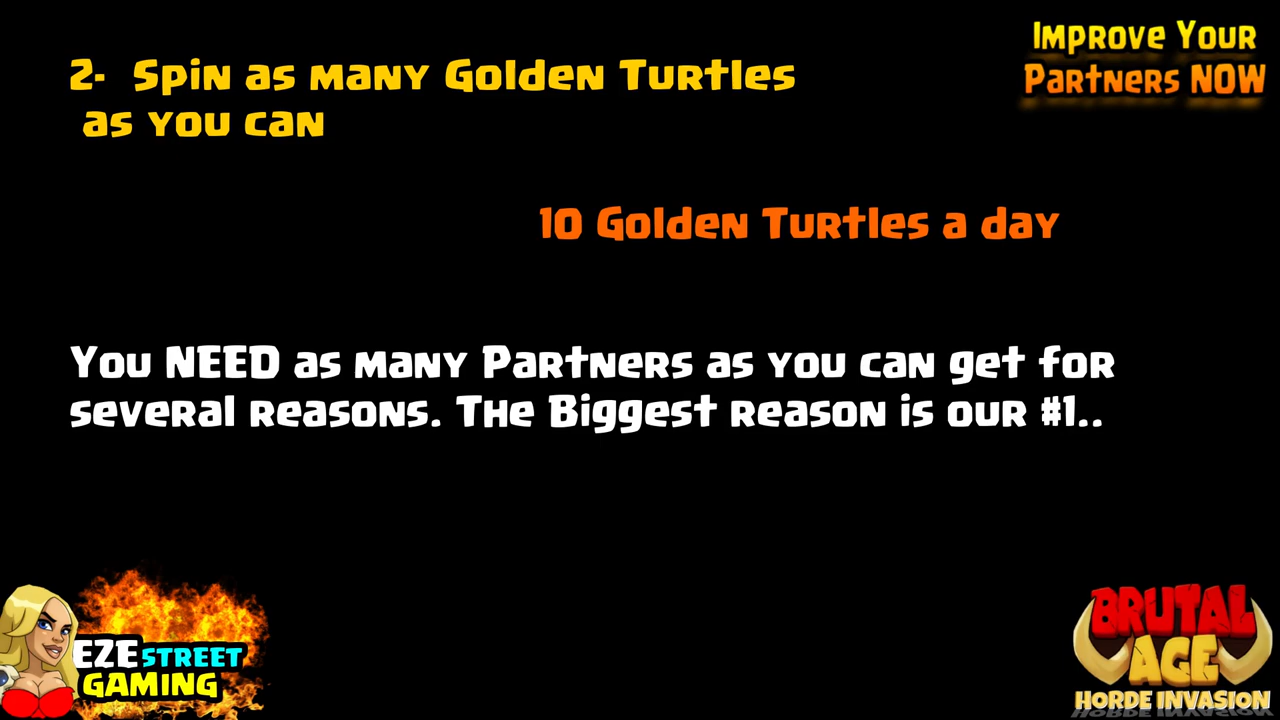 2- Spin as many Golden Turtles
as you can
Improve Your
Partners NOW
10 Golden Turtles a day
You NEED as many Partners as you can get for
several reasons. The Biggest reason is our #1..
EZE STREET
GAMING
BRUTAL
AGE
HORDE INVASION